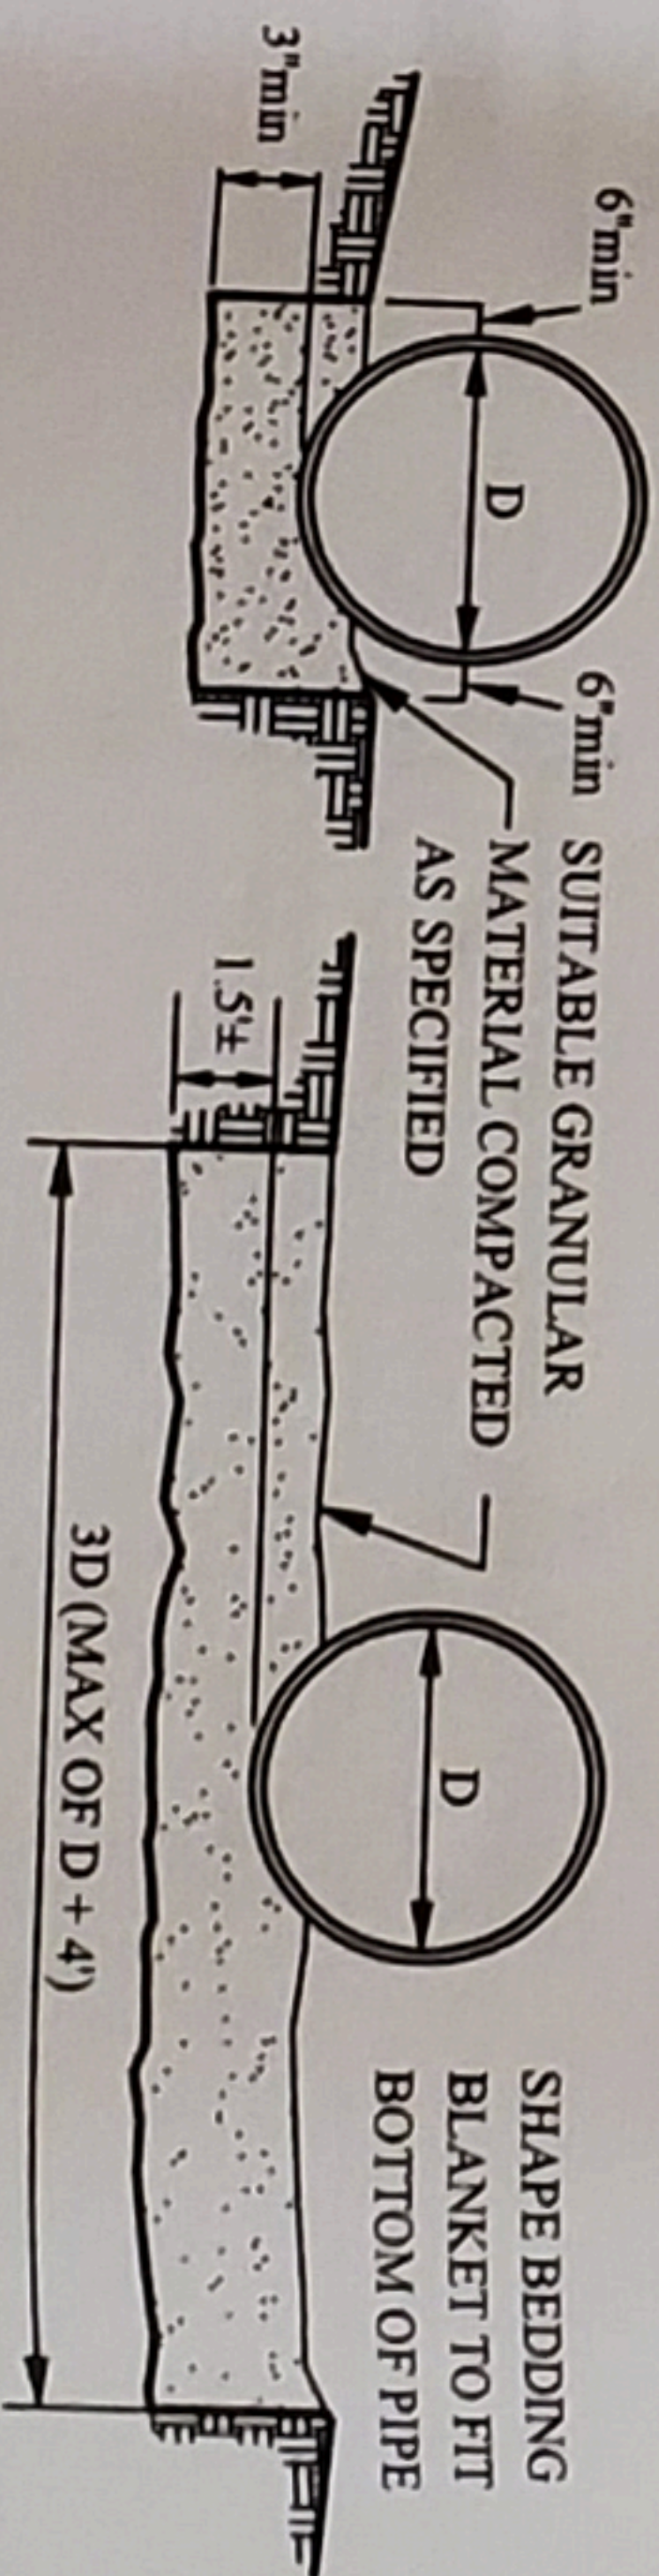 3"min
6"min
D
6"min
SUITABLE GRANULAR
MATERIAL COMPACTED
AS SPECIFIED
1.5'±
D
3D (MAX OF D + 4')
SHAPE BEDDING
BLANKET TO FIT
BOTTOM OF PIPE